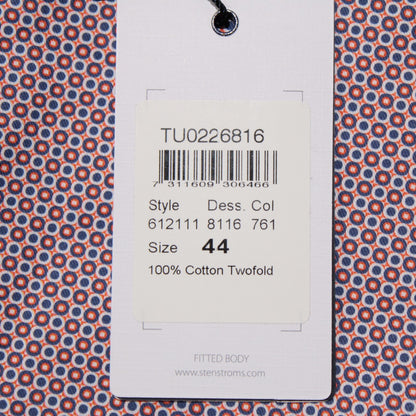 TU0226816
7 311609 306466
Style Dess. Col
612111 8116 761
Size 44
100% Cotton Twofold
FITTED BODY
www.stenstroms.com